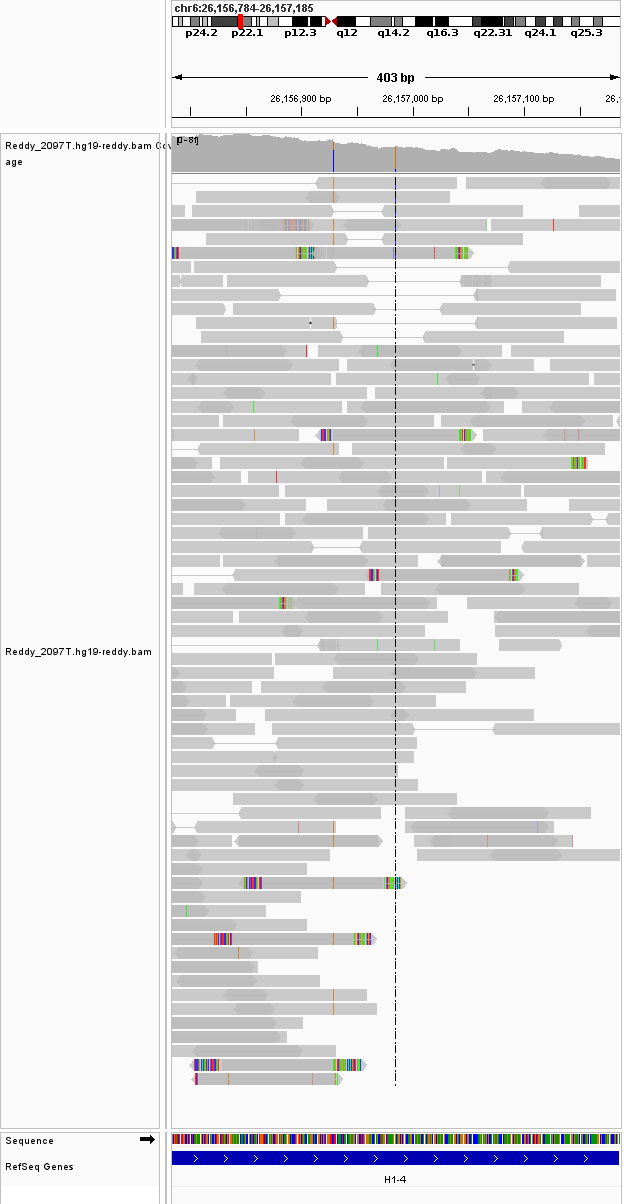 chr6:26,156,784-26,157,185
p24.2 p22.1 p12.3 q12 q14.2 q16.3 q22.31 q24.1 q25.3
403 bp
26,156,900 bp 26,157,000 bp 26,157,100 bp 26,1
Reddy_2097T.hg19-reddy.bam Cov
age
[0-81]
Reddy_2097T.hg19-reddy.bam
Sequence
RefSeq Genes
H1-4